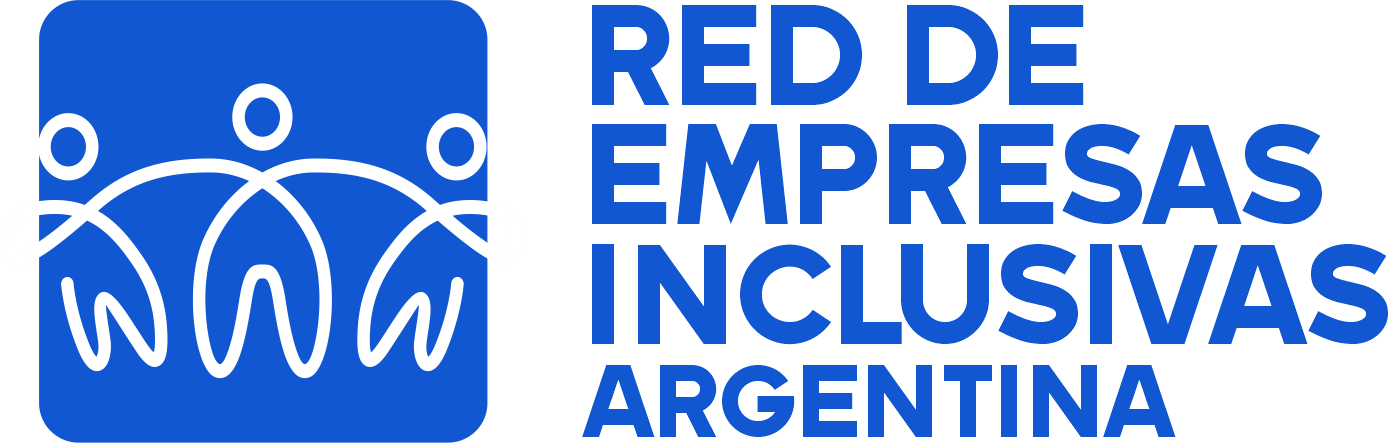 RED DE
EMPRESAS
INCLUSIVAS
ARGENTINA